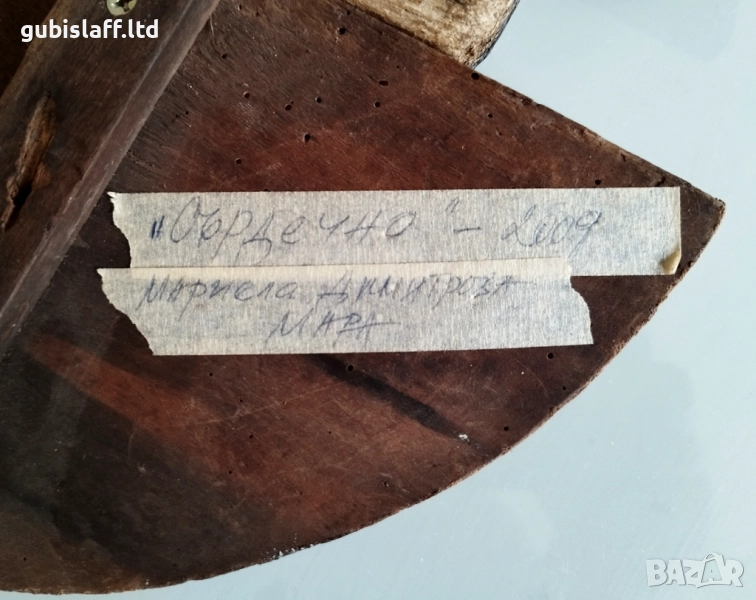 gubislaff.ltd
„Сърдечно“ – 2009
Мариела Димитрова
МАРА
BAZAR